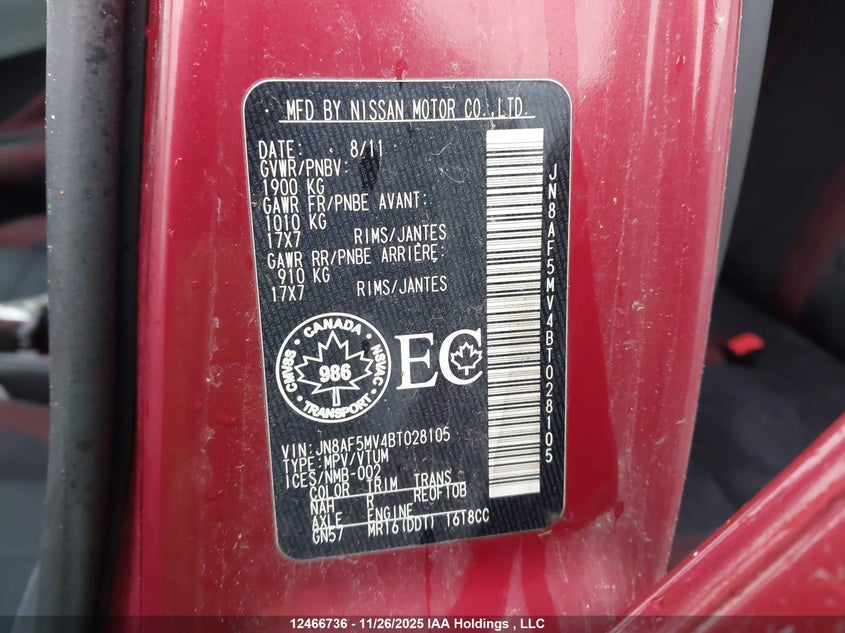 MFD BY NISSAN MOTOR CO.,LTD.
DATE: 8/11
GVWR/PNBV:
1900 KG
GAWR FR/PNBE AVANT:
1010 KG
17X7 RIMS/JANTES
GAWR RR/PNBE ARRIÈRE:
910 KG
17X7 RIMS/JANTES
CANADA
CMVSS
NSVAC
986
TRANSPORT
EC
VIN:JN8AF5MV4BT028105
TYPE:MPV/VTUM
ICES/NMB-002
COLOR TRIM TRANS
NAH R RE0F10B
AXLE ENGINE
GN57 MR16(DDT) 16T8CC
JN8AF5MV4BT028105
12466736 - 11/26/2025 IAA Holdings , LLC